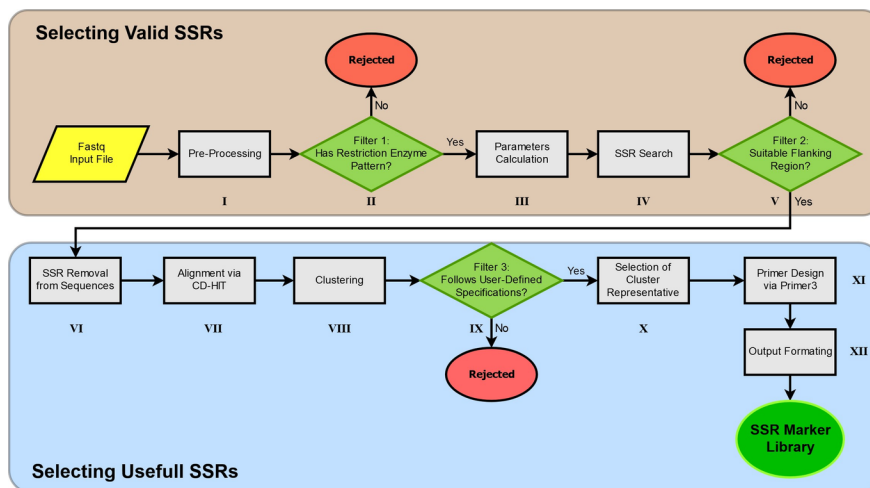 Selecting Valid SSRs
Rejected
Rejected
No
No
Fastq
Input File
Pre-Processing
Filter 1:
Has Restriction Enzyme
Pattern?
Yes
Parameters
Calculation
SSR Search
Filter 2:
Suitable Flanking
Region?
I
II
III
IV
V
Yes
SSR Removal
from Sequences
Alignment via
CD-HIT
Clustering
Filter 3:
Follows User-Defined
Specifications?
Yes
Selection of
Cluster
Representative
Primer Design
via Primer3
XI
VI
VII
VIII
IX
No
X
Output Formating
XII
Rejected
SSR Marker
Library
Selecting Usefull SSRs